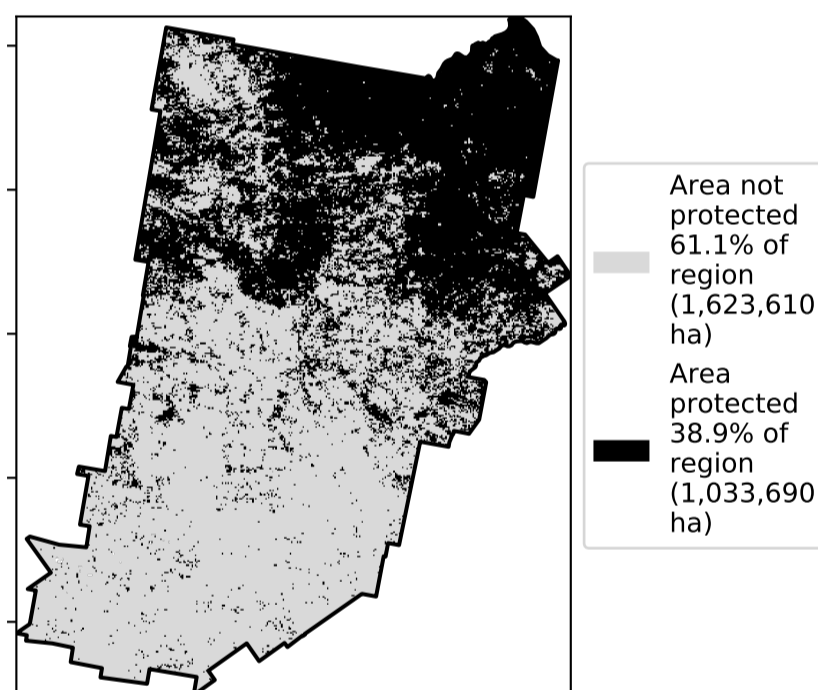 Area not
protected
61.1% of
region
(1,623,610
ha)
Area
protected
38.9% of
region
(1,033,690
ha)